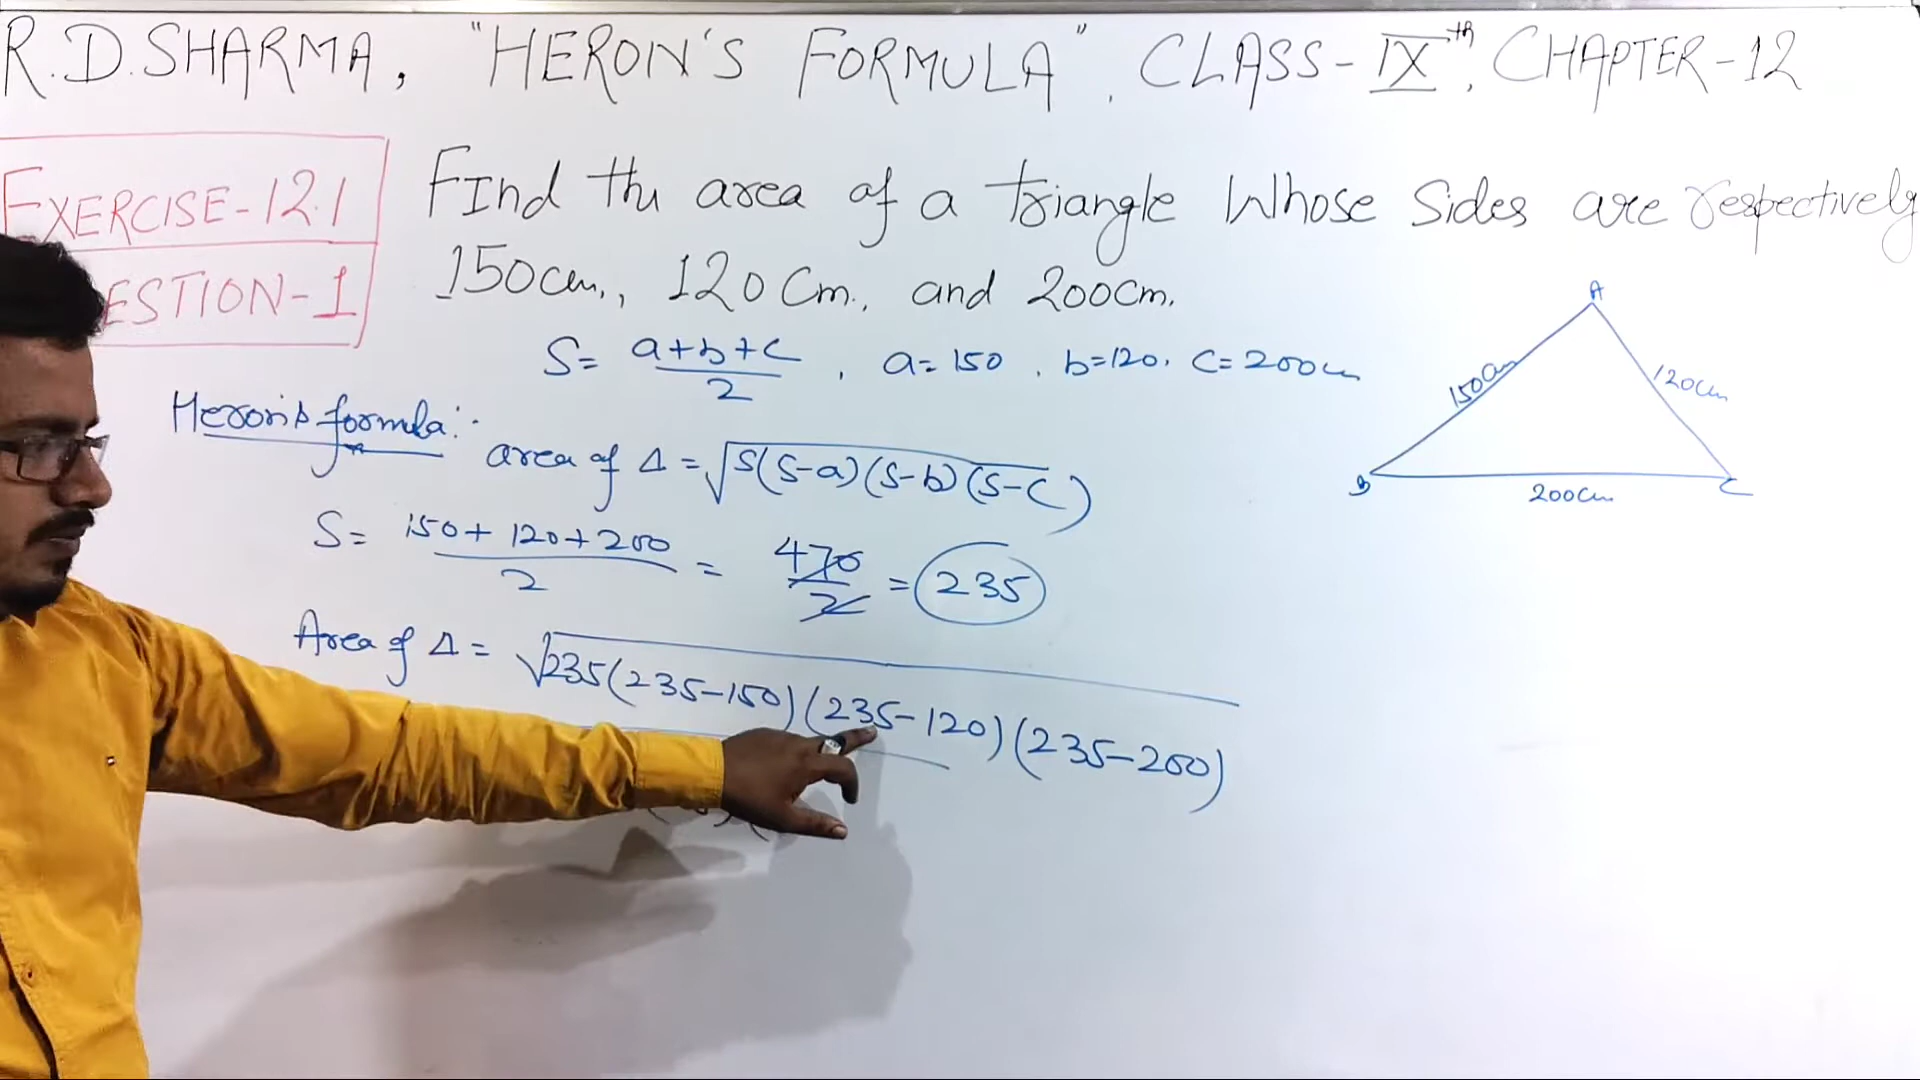 R.D.SHARMA, "HERON'S FORMULA", CLASS-IXth, CHAPTER-12
EXERCISE-12.1
ESTION-1
FInd the area of a triangle Whose Sides are respectively
150cm., 120Cm., and 200cm.
S= a+b+c/2, a=150, b=120, c=200cm
Heron's formula:-
area of Δ = √S(S-a)(S-b)(S-c)
S= 150+120+200/2 = 470/2 = 235
Area of Δ = √235(235-150)(235-120)(235-200)
A
150cm
120cm
B
200cm
C